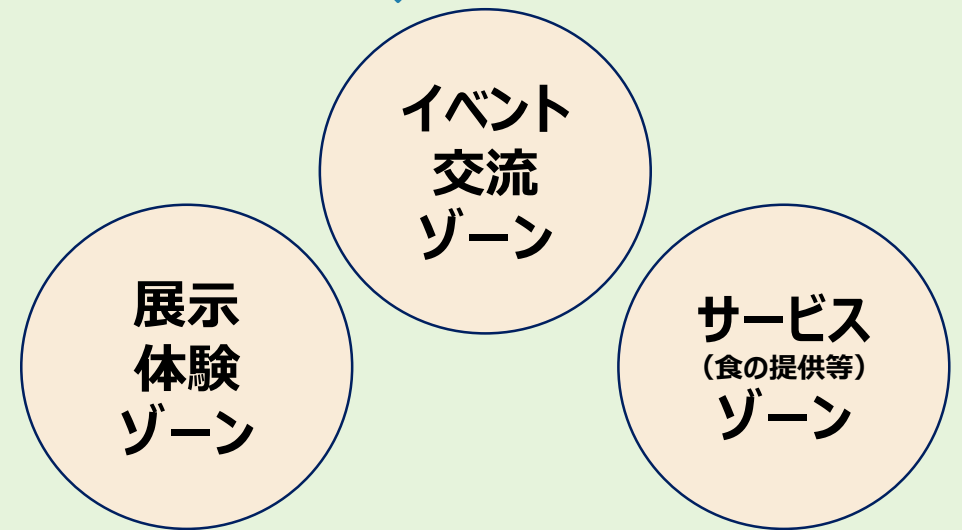 イベント
交流
ゾーン
展示
体験
ゾーン
サービス
（食の提供等）
ゾーン